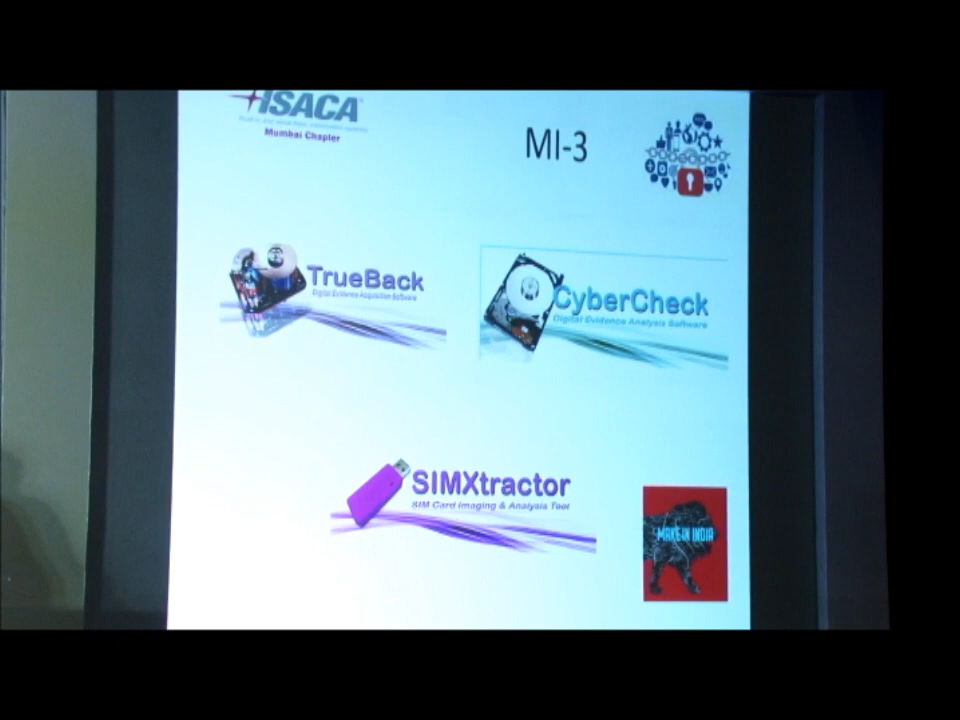 ISACA
Mumbai Chapter
MI-3
TrueBack
Digital Evidence Acquisition Software
CyberCheck
Digital Evidence Analysis Software
SIMXtractor
SIM Card Imaging & Analysis Tool
MAKE IN INDIA